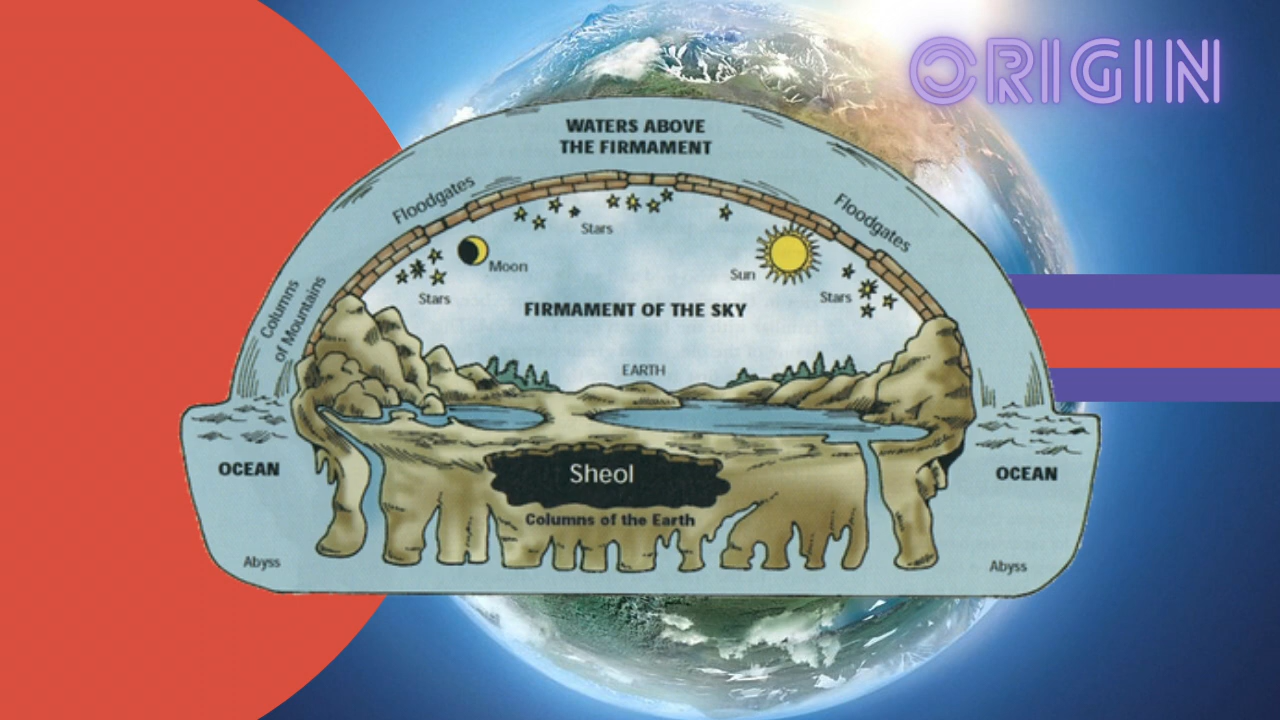 ORIGIN
WATERS ABOVE
THE FIRMAMENT
Floodgates
Floodgates
Stars
Moon
Sun
Stars
Stars
Columns
of Mountains
FIRMAMENT OF THE SKY
EARTH
OCEAN
Sheol
OCEAN
Columns of the Earth
Abyss
Abyss